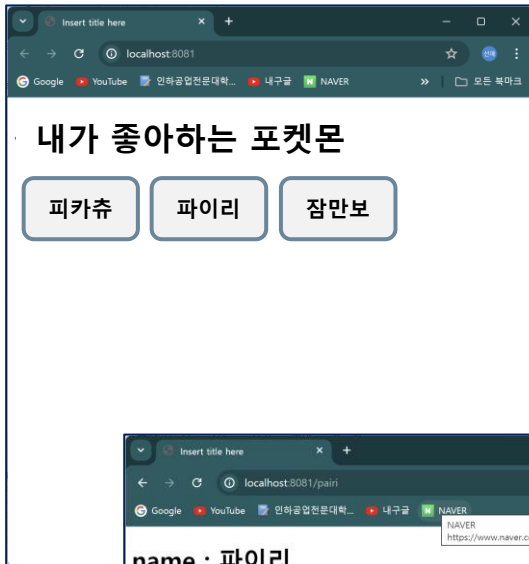 Insert title here
localhost:8081
Google YouTube 인하공업전문대학... 내구글 NAVER 모든 북마크
내가 좋아하는 포켓몬
피카츄 파이리 잠만보
Insert title here
localhost:8081/pairi
Google YouTube 인하공업전문대학... 내구글 NAVER
NAVER
https://www.naver.c
name : 파이리